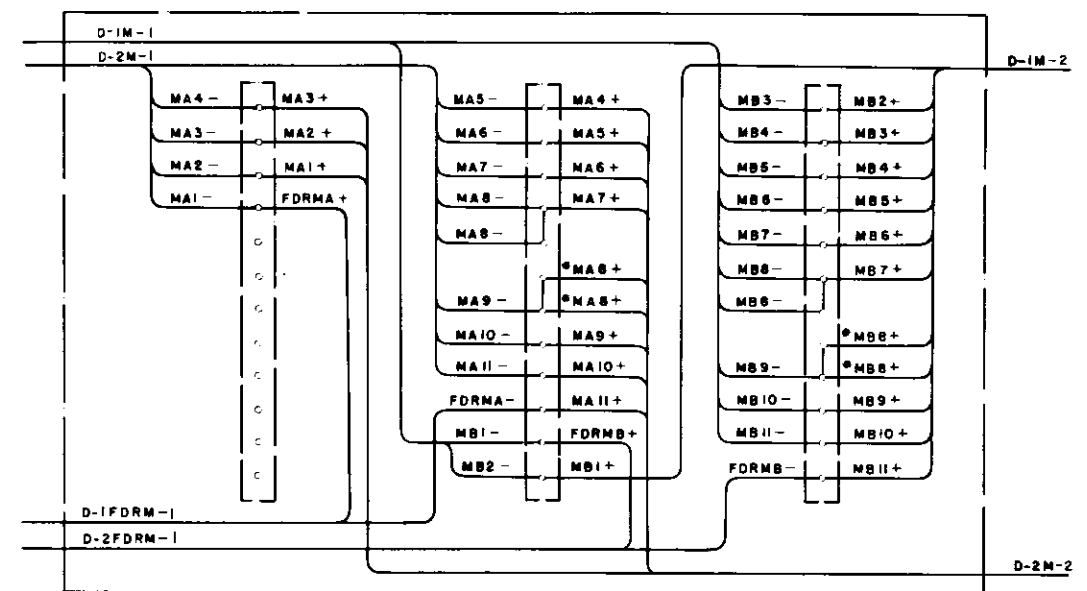 D-1M-1
D-2M-1
D-1M-2
MA4- MA3+
MA3- MA2+
MA2- MA1+
MA1- FDRMA+
MA5- MA4+
MA6- MA5+
MA7- MA6+
MA8- MA7+
MA8-
*MA8+
MA9- *MA8+
MA10- MA9+
MA11- MA10+
FDRMA- MA11+
MB1- FDRMB+
MB2- MB1+
MB3- MB2+
MB4- MB3+
MB5- MB4+
MB6- MB5+
MB7- MB6+
MB8- MB7+
MB8-
*MB8+
MB9- *MB8+
MB10- MB9+
MB11- MB10+
FDRMB- MB11+
D-1FDRM-1
D-2FDRM-1
D-2M-2